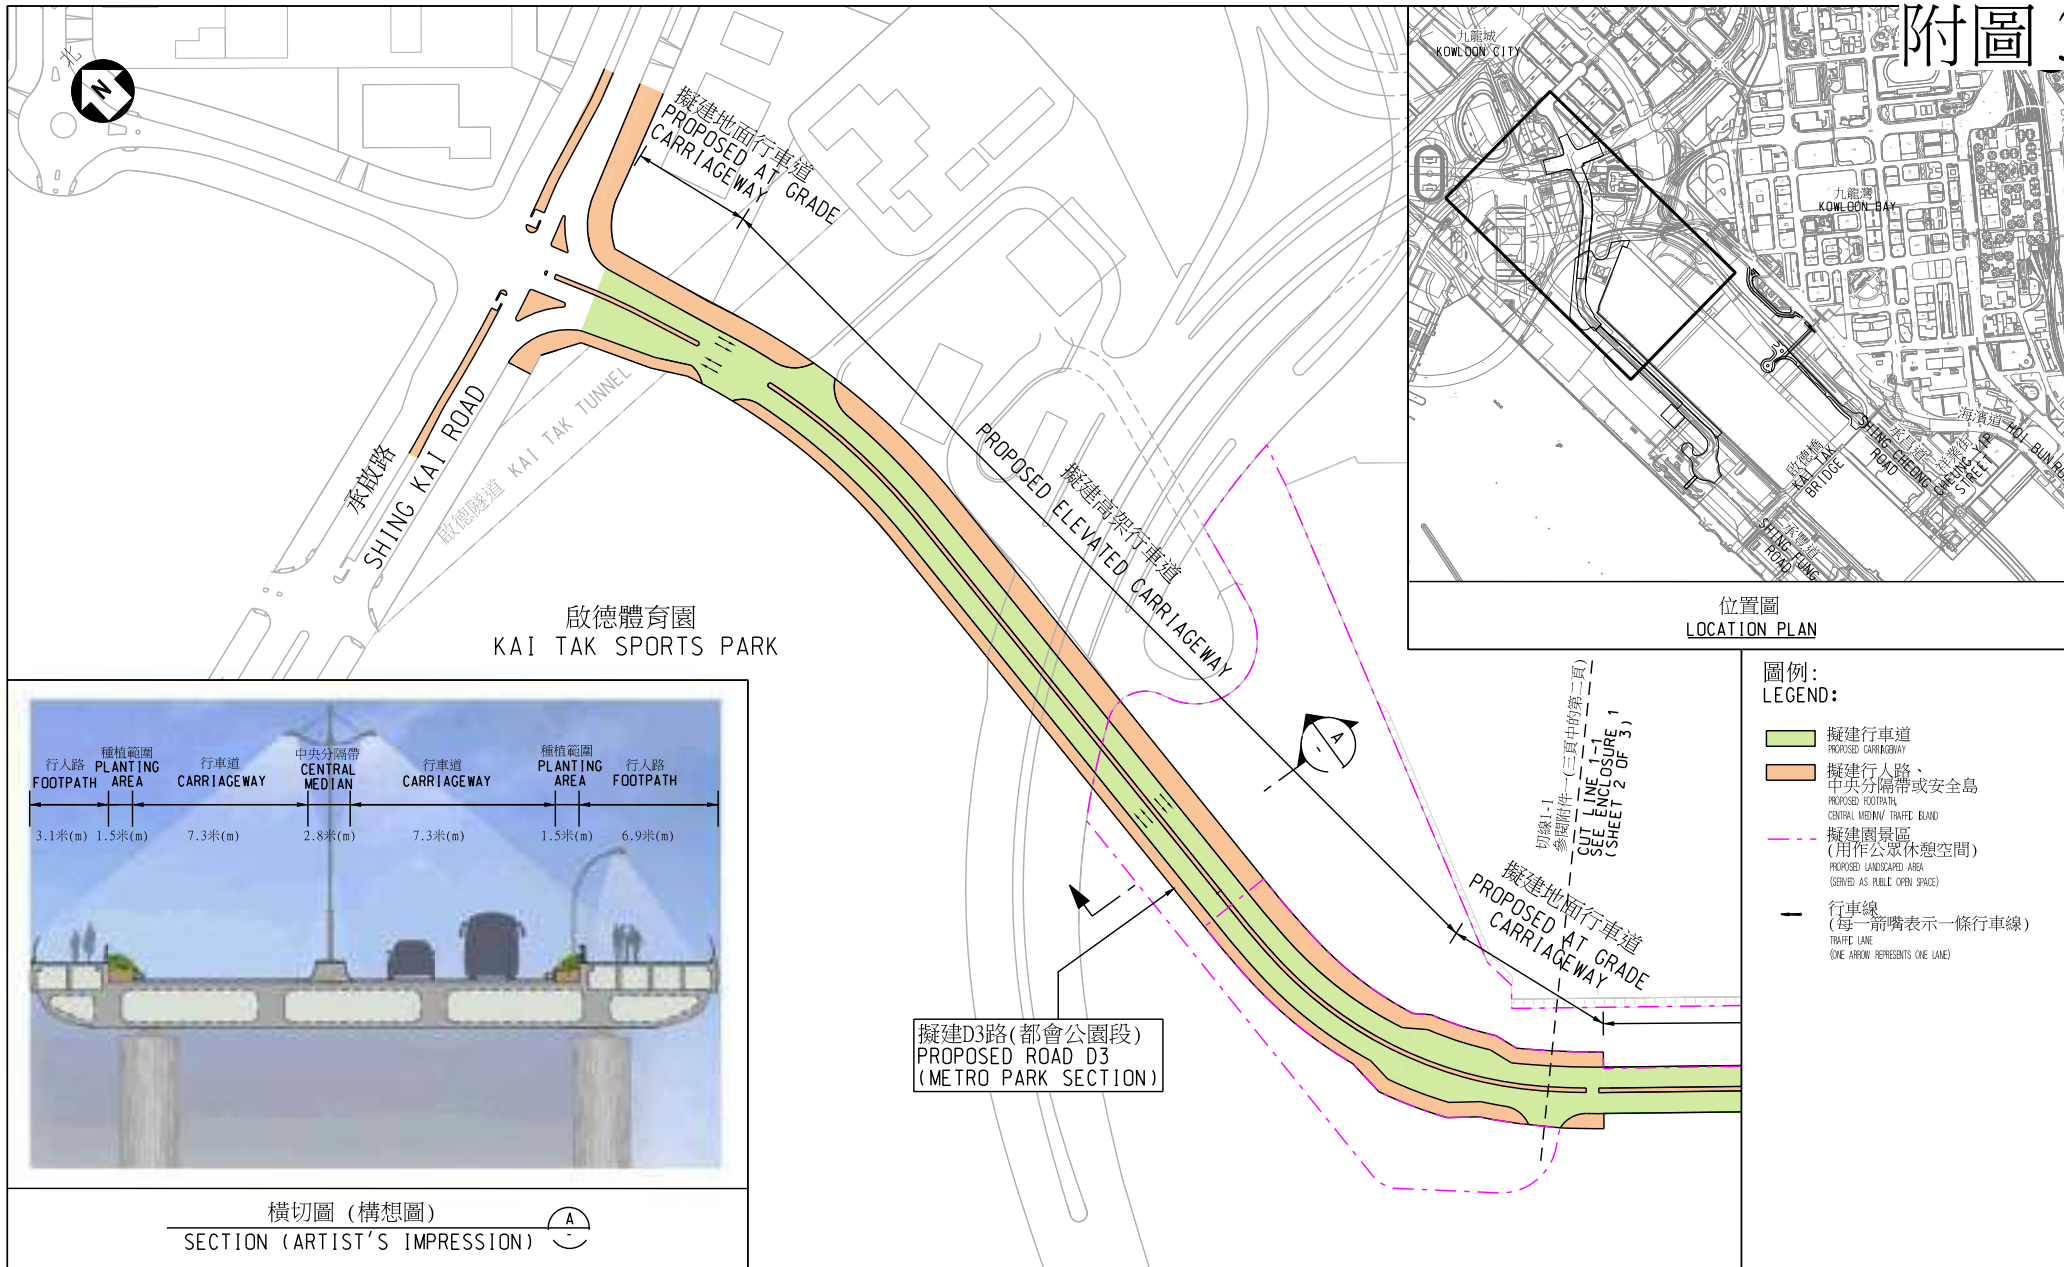 附圖
北
N
擬建地面行車道
PROPOSED AT GRADE
CARRIAGEWAY
擬建高架行車道
PROPOSED ELEVATED CARRIAGEWAY
承啟路
SHING KAI ROAD
啟德隧道 KAI TAK TUNNEL
啟德體育園
KAI TAK SPORTS PARK
A
-
切線1-1
參閱附件一(三頁中的第二頁)
CUT LINE 1-1
SEE ENCLOSURE 1
(SHEET 2 OF 3)
擬建地面行車道
PROPOSED AT GRADE
CARRIAGEWAY
擬建D3路(都會公園段)
PROPOSED ROAD D3
(METRO PARK SECTION)
行人路
FOOTPATH
種植範圍
PLANTING
AREA
行車道
CARRIAGEWAY
中央分隔帶
CENTRAL
MEDIAN
行車道
CARRIAGEWAY
種植範圍
PLANTING
AREA
行人路
FOOTPATH
3.1米(m) 1.5米(m) 7.3米(m) 2.8米(m) 7.3米(m) 1.5米(m) 6.9米(m)
橫切圖 (構想圖)
SECTION (ARTIST'S IMPRESSION)
A
-
九龍城
KOWLOON CITY
九龍灣
KOWLOON BAY
海濱道 HOI BUN
祥業街
CHEUNG YIP
STREET
承昌道
SHING CHEONG
ROAD
啟德橋
KAI TAK
BRIDGE
承豐道
SHING FUNG
ROAD
位置圖
LOCATION PLAN
圖例:
LEGEND:
擬建行車道
PROPOSED CARRIAGEWAY
擬建行人路、
中央分隔帶或安全島
PROPOSED FOOTPATH,
CENTRAL MEDIAN/ TRAFFIC ISLAND
擬建園景區
(用作公眾休憩空間)
PROPOSED LANDSCAPED AREA
(SERVED AS PUBLIC OPEN SPACE)
行車線
(每一箭嘴表示一條行車線)
TRAFFIC LANE
(ONE ARROW REPRESENTS ONE LANE)